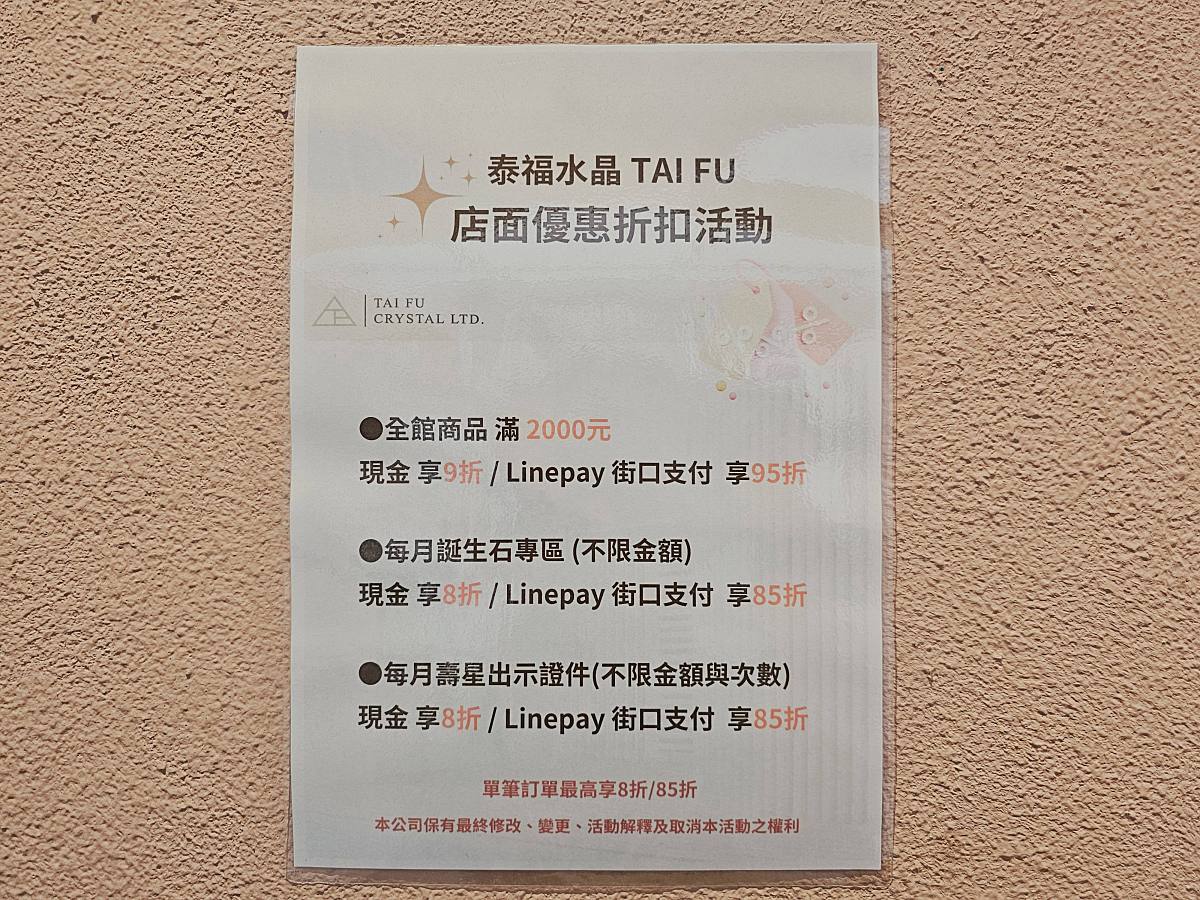 泰福水晶 TAI FU
店面優惠折扣活動
TAI FU
CRYSTAL LTD.
●全館商品 滿 2000元
現金 享9折 / Linepay 街口支付 享95折
●每月誕生石專區 (不限金額)
現金 享8折 / Linepay 街口支付 享85折
●每月壽星出示證件(不限金額與次數)
現金 享8折 / Linepay 街口支付 享85折
單筆訂單最高享8折/85折
本公司保有最終修改、變更、活動解釋及取消本活動之權利